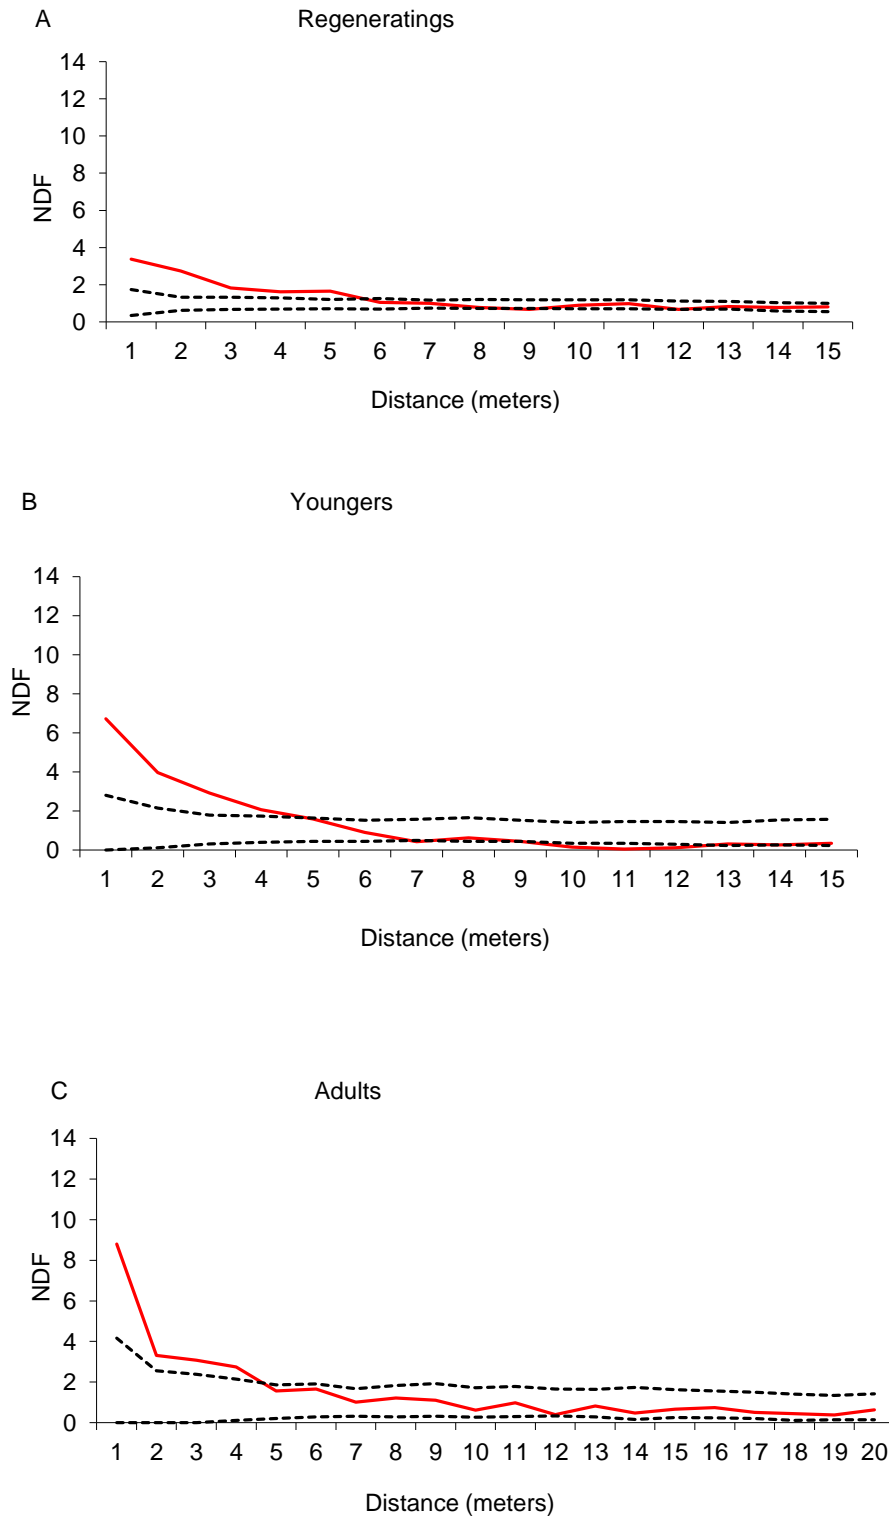 A Regeneratings
14
12
10
8
6
4
2
0
NDF
1 2 3 4 5 6 7 8 9 10 11 12 13 14 15
Distance (meters)
B Youngers
14
12
10
8
6
4
2
0
NDF
1 2 3 4 5 6 7 8 9 10 11 12 13 14 15
Distance (meters)
C Adults
14
12
10
8
6
4
2
0
NDF
1 2 3 4 5 6 7 8 9 10 11 12 13 14 15 16 17 18 19 20
Distance (meters)